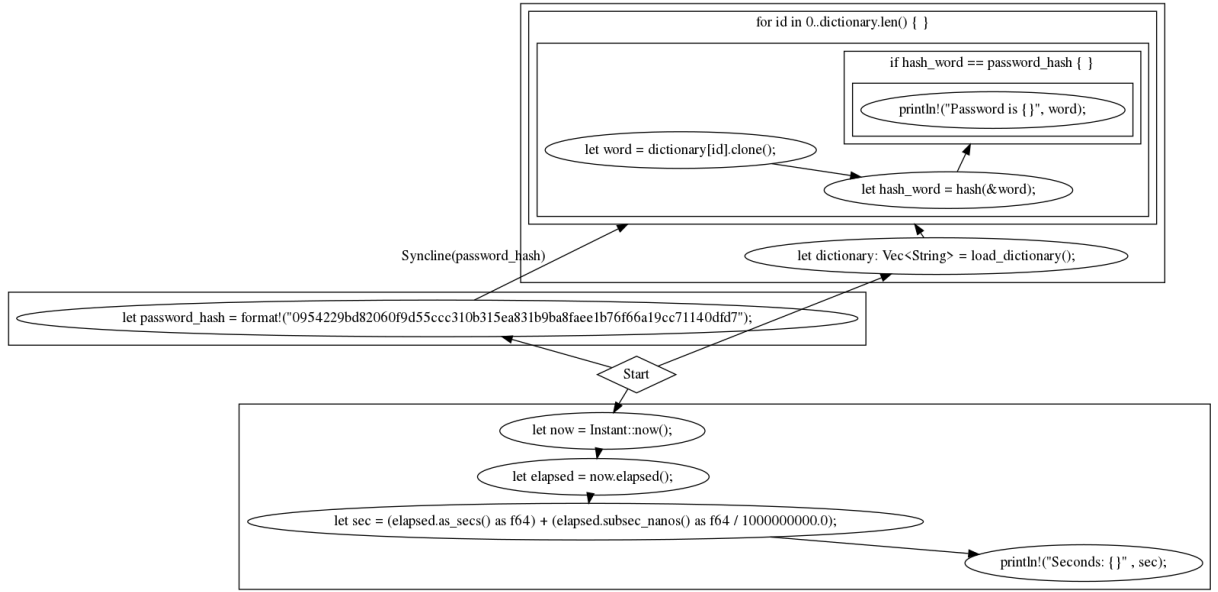 for id in 0..dictionary.len() { }
if hash_word == password_hash { }
println!("Password is {}", word);
let word = dictionary[id].clone();
let hash_word = hash(&word);
Syncline(password_hash)
let dictionary: Vec<String> = load_dictionary();
let password_hash = format!("0954229bd82060f9d55ccc310b315ea831b9ba8faee1b76f66a19cc71140dfd7");
Start
let now = Instant::now();
let elapsed = now.elapsed();
let sec = (elapsed.as_secs() as f64) + (elapsed.subsec_nanos() as f64 / 1000000000.0);
println!("Seconds: {}" , sec);